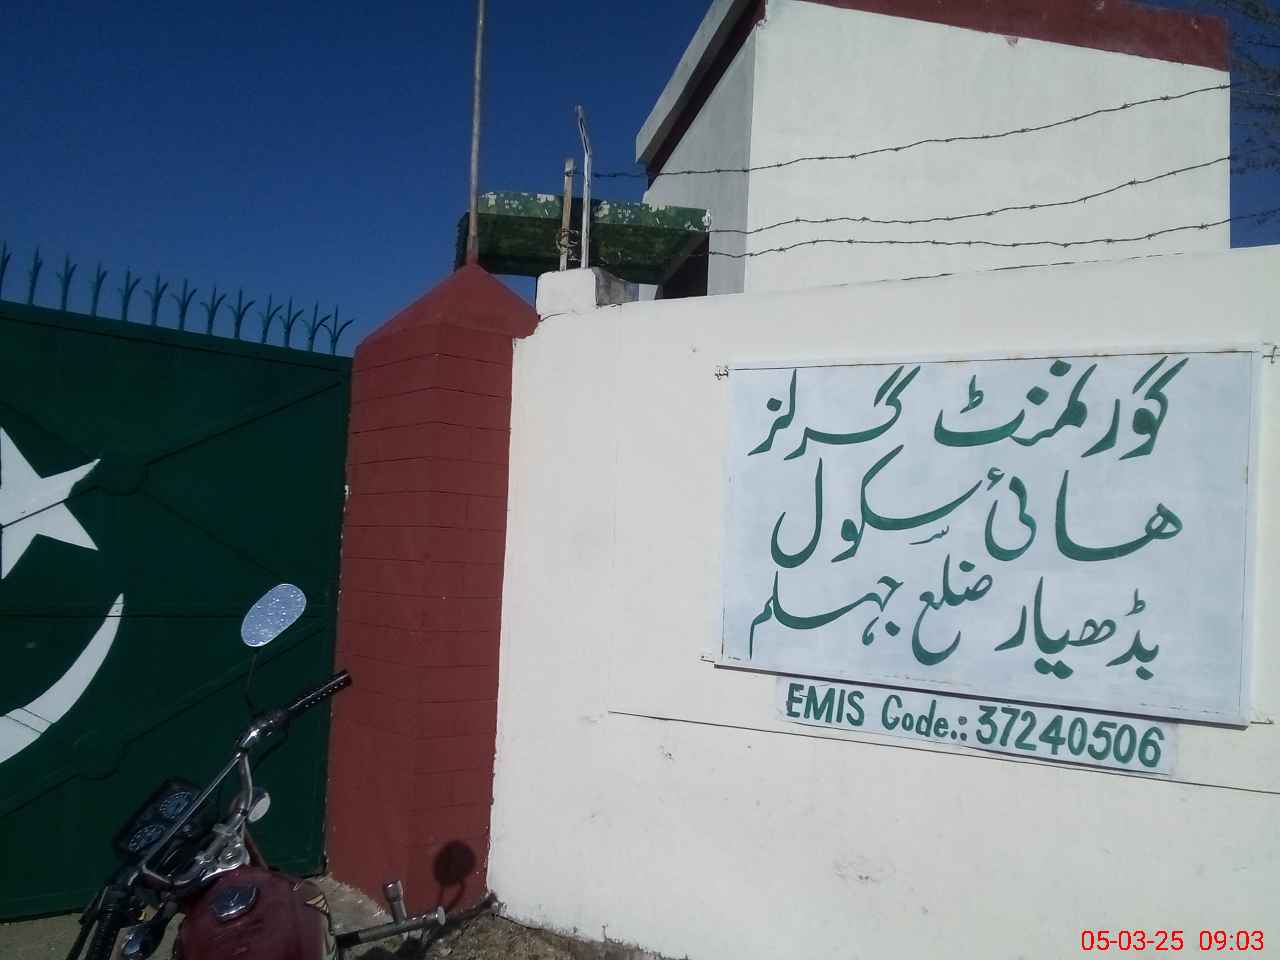 گورنمنٹ گرلز
ھائی سکول
بڈھیار ضلع جہلم
EMIS Code.: 37240506
05-03-25 09:03